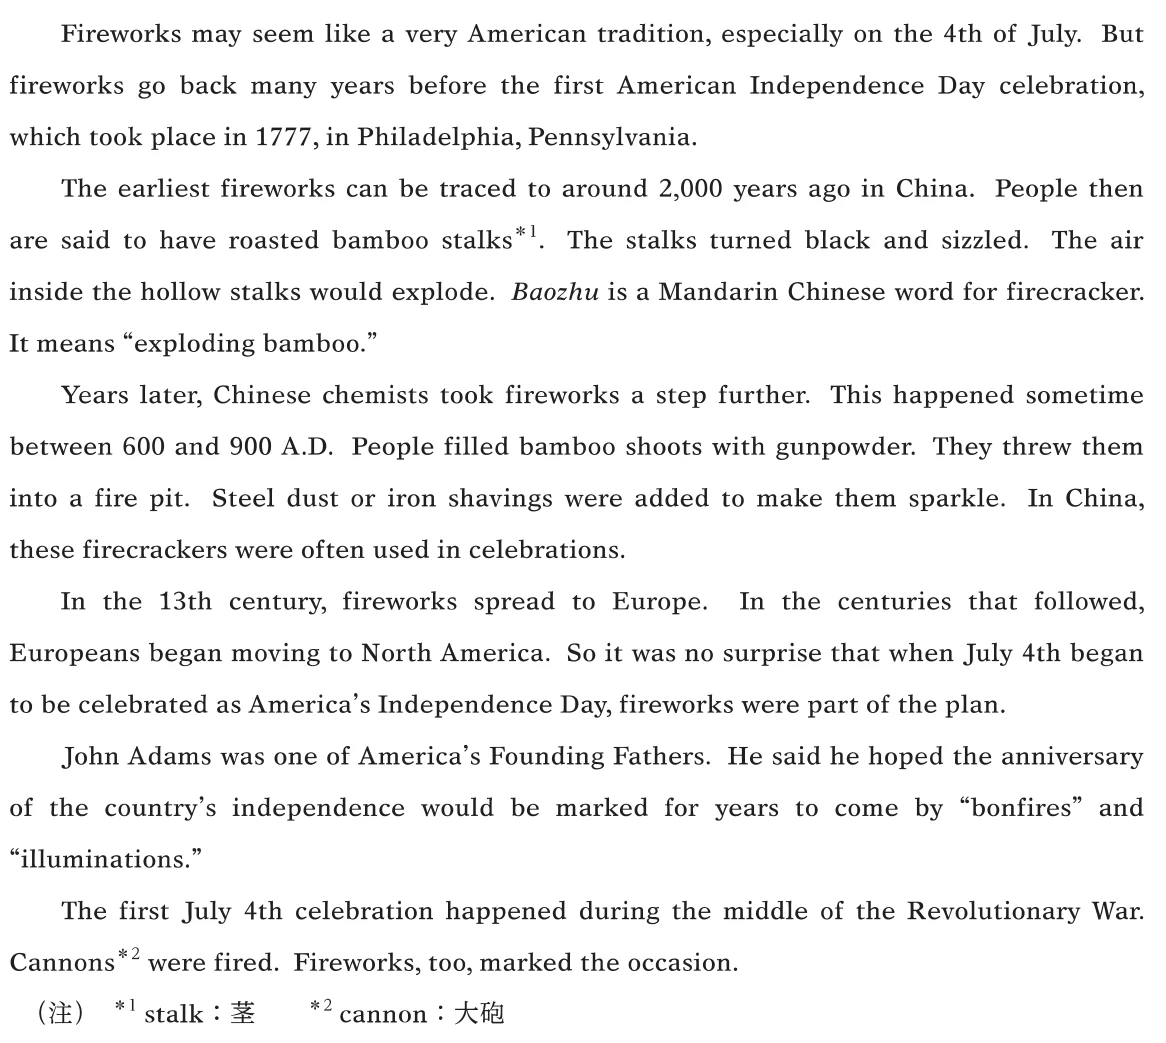 Fireworks may seem like a very American tradition, especially on the 4th of July. But
fireworks go back many years before the first American Independence Day celebration,
which took place in 1777, in Philadelphia, Pennsylvania.
The earliest fireworks can be traced to around 2,000 years ago in China. People then
are said to have roasted bamboo stalks*1. The stalks turned black and sizzled. The air
inside the hollow stalks would explode. Baozhu is a Mandarin Chinese word for firecracker.
It means “exploding bamboo.”
Years later, Chinese chemists took fireworks a step further. This happened sometime
between 600 and 900 A.D. People filled bamboo shoots with gunpowder. They threw them
into a fire pit. Steel dust or iron shavings were added to make them sparkle. In China,
these firecrackers were often used in celebrations.
In the 13th century, fireworks spread to Europe. In the centuries that followed,
Europeans began moving to North America. So it was no surprise that when July 4th began
to be celebrated as America’s Independence Day, fireworks were part of the plan.
John Adams was one of America’s Founding Fathers. He said he hoped the anniversary
of the country’s independence would be marked for years to come by “bonfires” and
“illuminations.”
The first July 4th celebration happened during the middle of the Revolutionary War.
Cannons*2 were fired. Fireworks, too, marked the occasion.
（注） *1 stalk：茎 *2 cannon：大砲